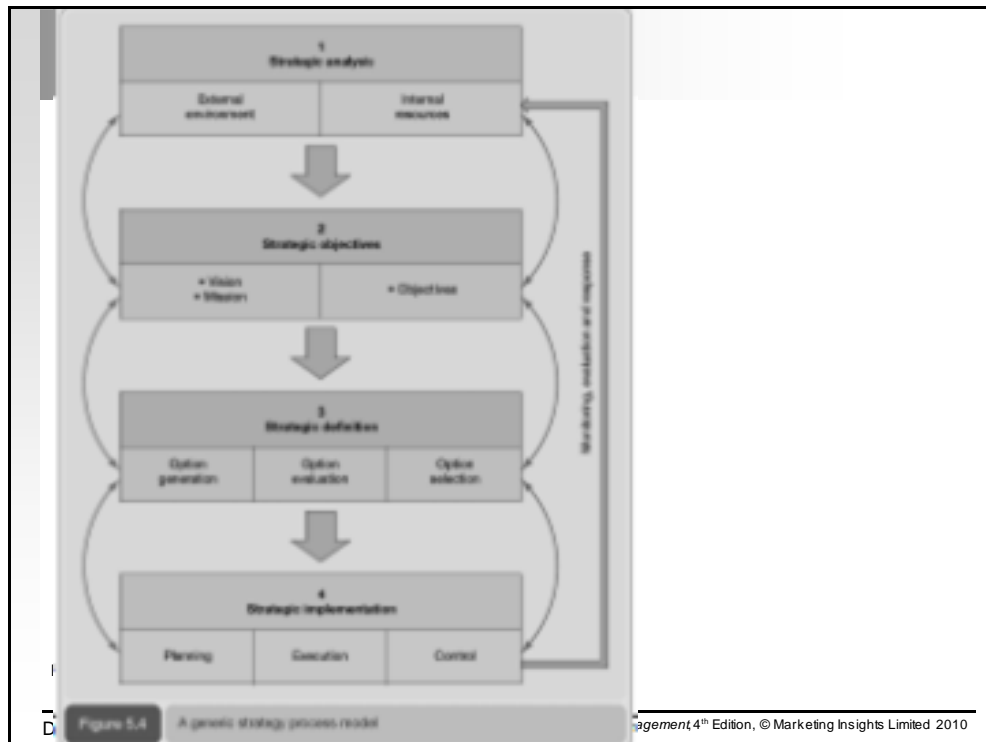 1
Strategic analysis
External
environment
Internal
resources
2
Strategic objectives
• Vision
• Mission
• Objectives
3
Strategic definition
Option
generation
Option
evaluation
Option
selection
4
Strategic implementation
Planning
Execution
Control
Monitoring, evaluation and response
Figure 5.4
A generic strategy process model
D
agement, 4th Edition, © Marketing Insights Limited 2010